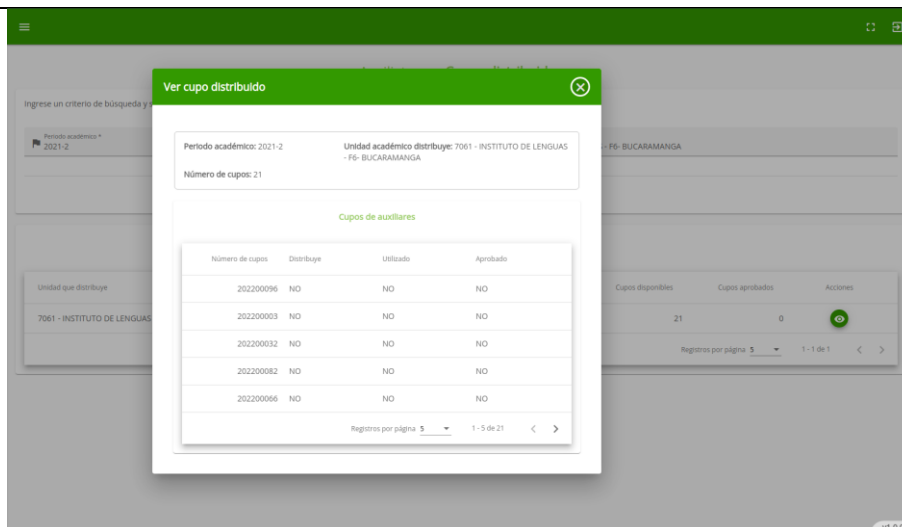 Ver cupo distribuido
Ingrese un criterio de búsqueda y
Periodo académico *
2021-2
- F6- BUCARAMANGA
Periodo académico: 2021-2
Unidad académico distribuye: 7061 - INSTITUTO DE LENGUAS
- F6- BUCARAMANGA
Número de cupos: 21
Cupos de auxiliares
Número de cupos Distribuye Utilizado Aprobado
202200096 NO NO NO
202200003 NO NO NO
202200032 NO NO NO
202200082 NO NO NO
202200066 NO NO NO
Registros por página 5 1 - 5 de 21
Unidad que distribuye Cupos disponibles Cupos aprobados Acciones
7061 - INSTITUTO DE LENGUAS 21 0
Registros por página 5 1 - 1 de 1